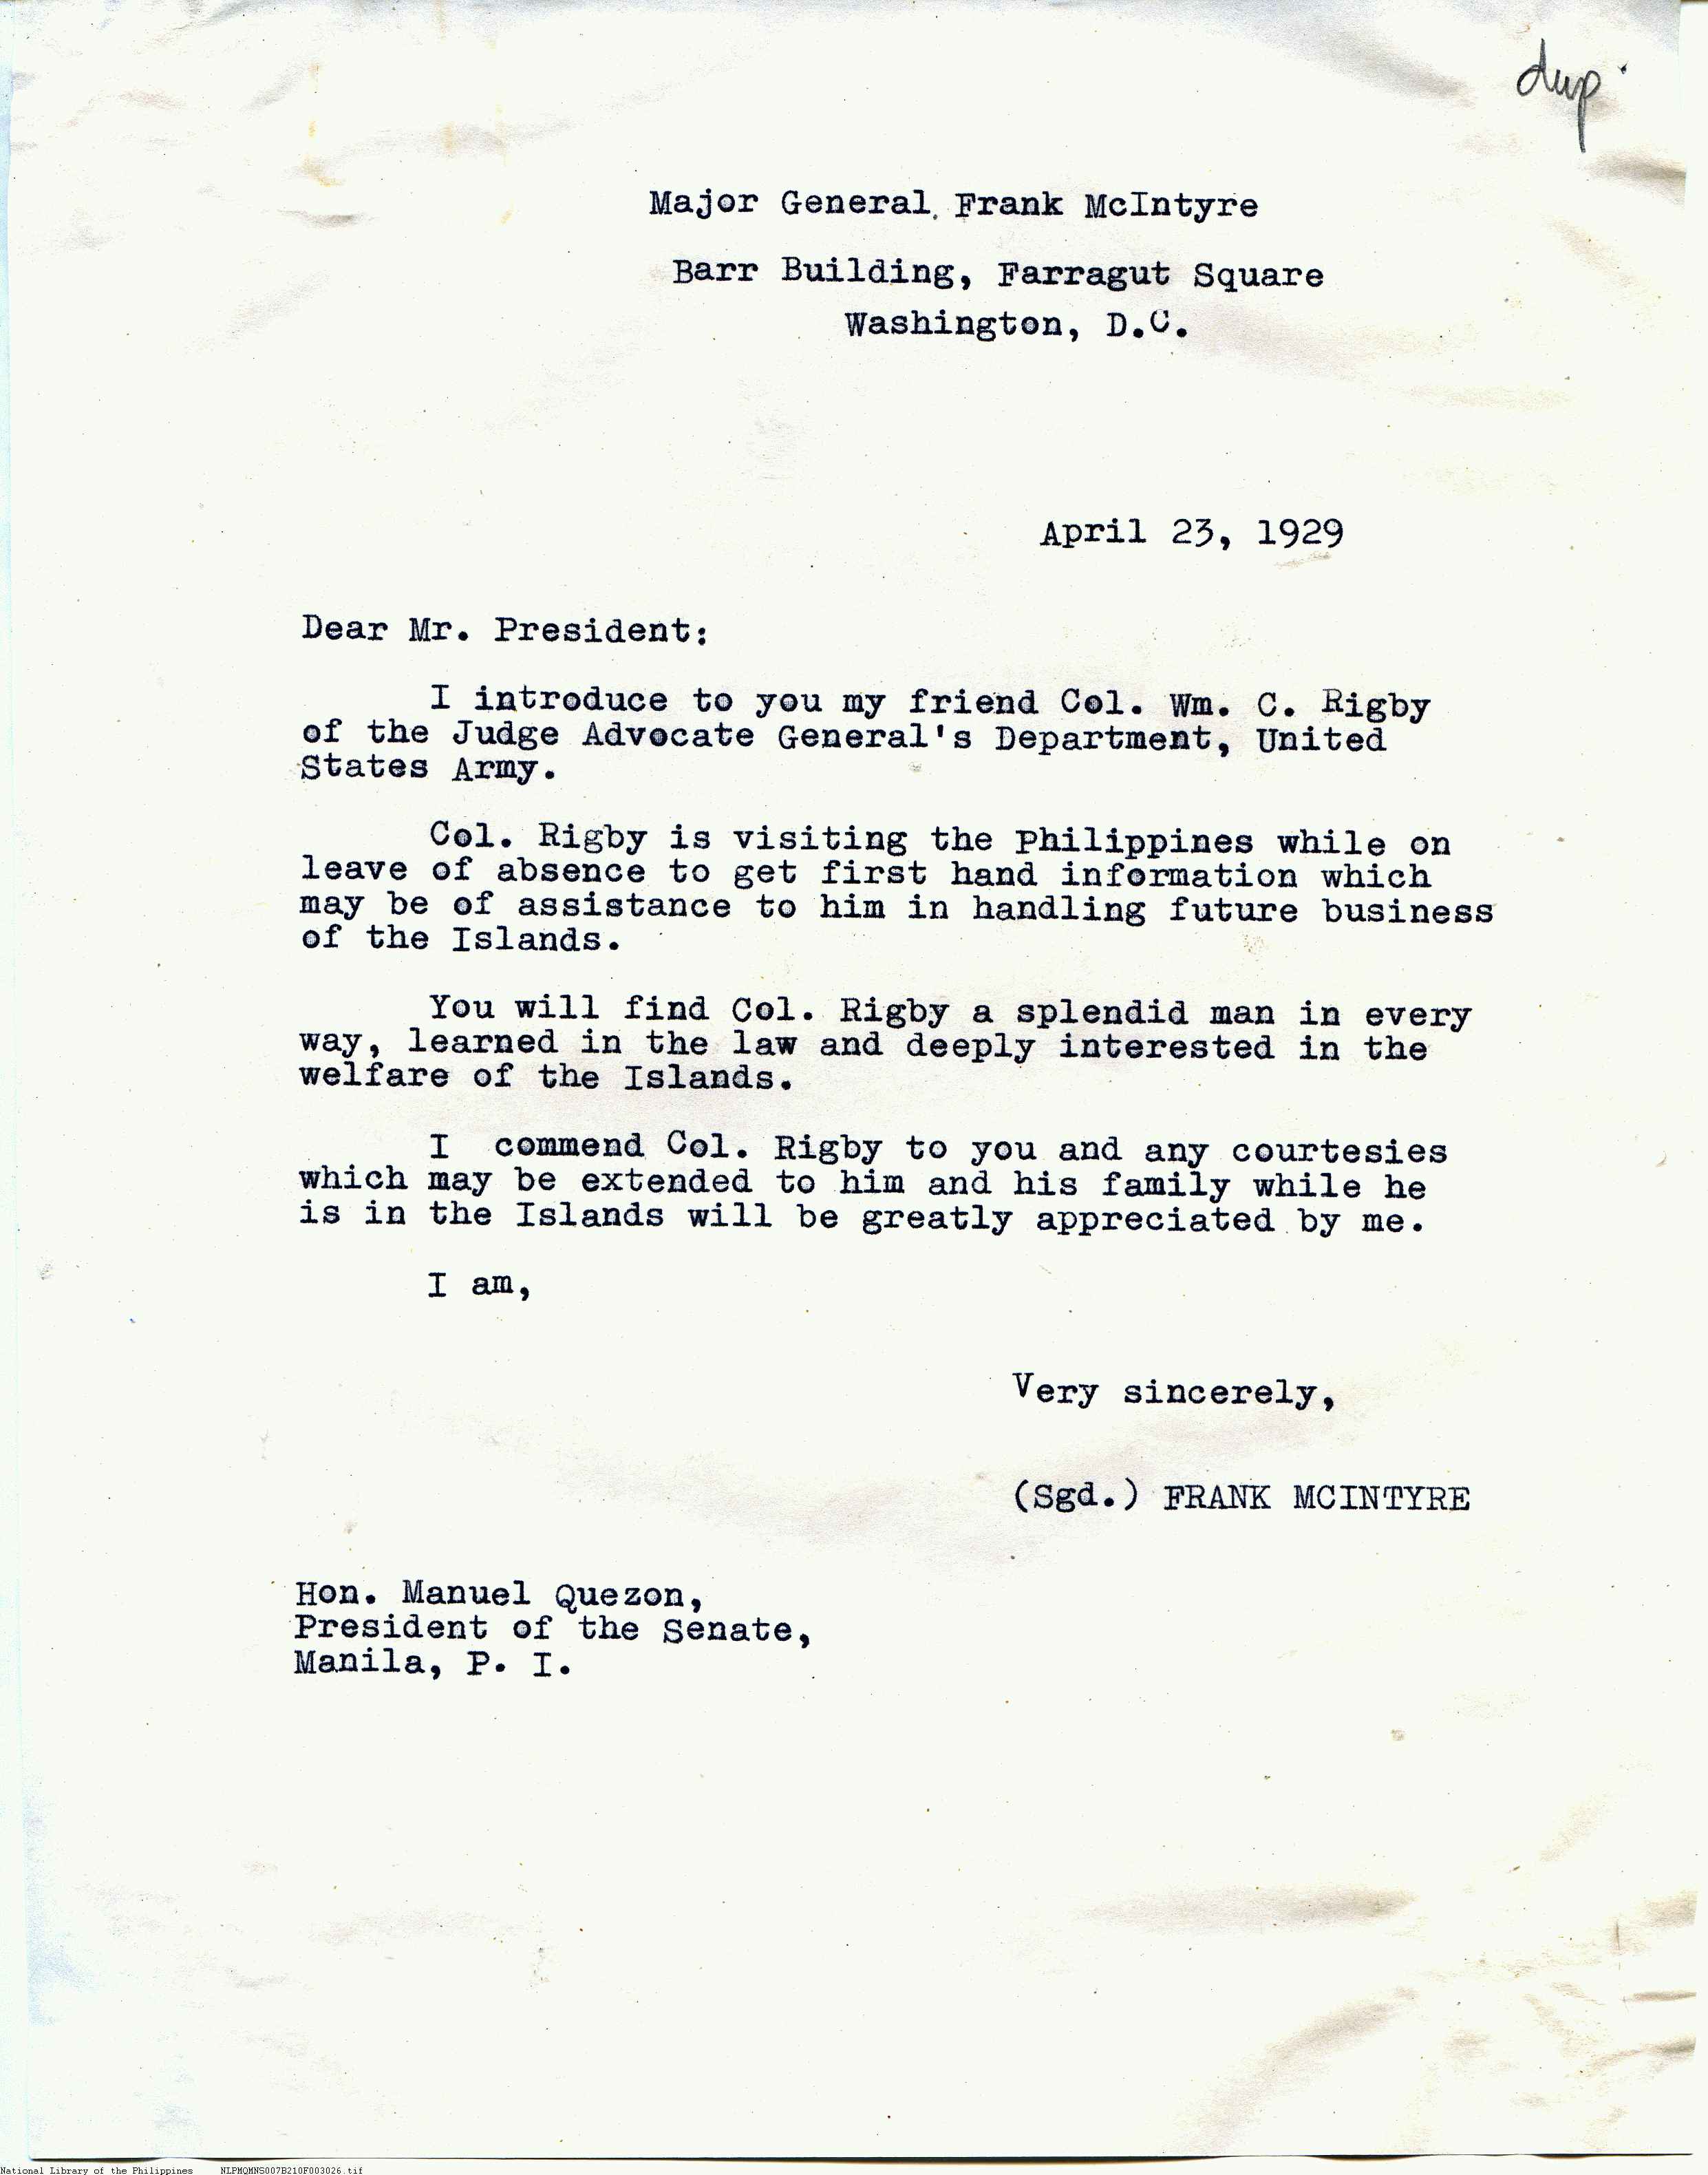 dup.
Major General. Frank McIntyre
Barr Building, Farragut Square
Washington, D.C.
April 23, 1929
Dear Mr. President:
I introduce to you my friend Col. Wm. C. Rigby
of the Judge Advocate General's Department, United
States Army.
Col. Rigby is visiting the Philippines while on
leave of absence to get first hand information which
may be of assistance to him in handling future business
of the Islands.
You will find Col. Rigby a splendid man in every
way, learned in the law and deeply interested in the
welfare of the Islands.
I commend Col. Rigby to you and any courtesies
which may be extended to him and his family while he
is in the Islands will be greatly appreciated by me.
I am,
Very sincerely,
(Sgd.) FRANK MCINTYRE
Hon. Manuel Quezon,
President of the Senate,
Manila, P. I.
National Library of the Philippines NLPMQMNS007B210F003026.tif